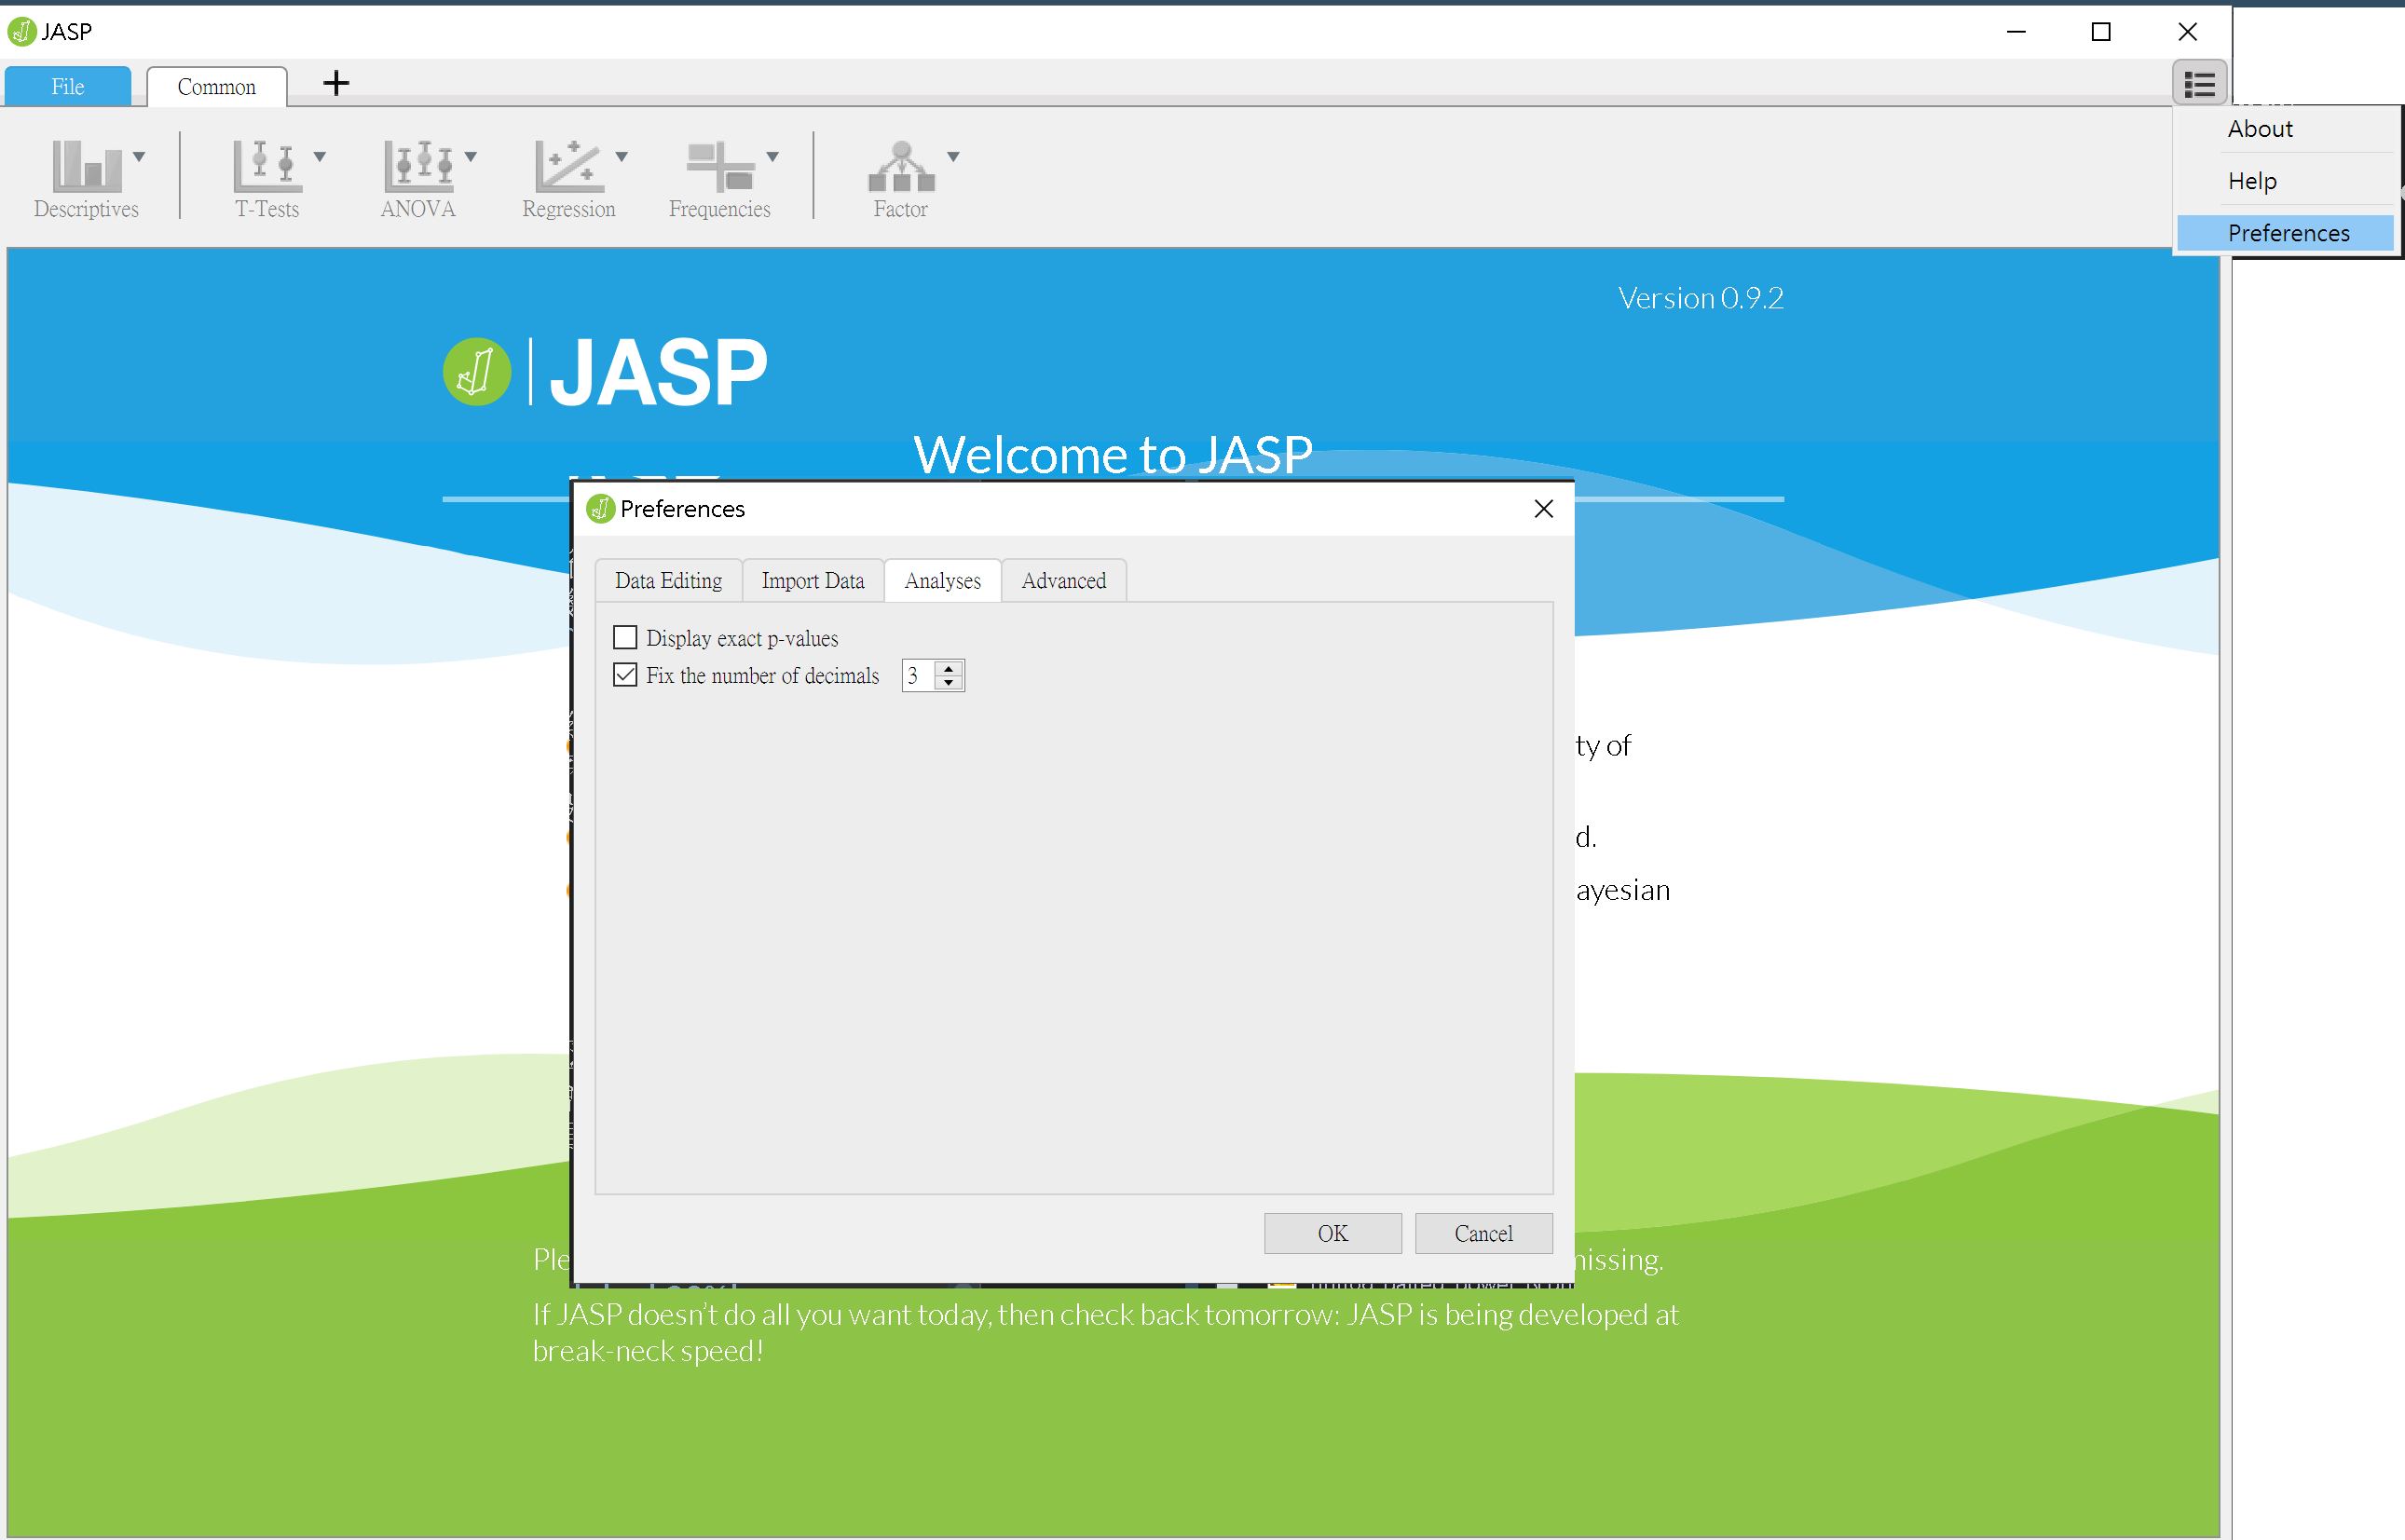 JASP
File
Common
+
About
Help
Preferences
Descriptives
T-Tests
ANOVA
Regression
Frequencies
Factor
Version 0.9.2
JASP
Welcome to JASP
Preferences
Data Editing
Import Data
Analyses
Advanced
Display exact p-values
Fix the number of decimals 3
ty of
d.
ayesian
OK
Cancel
Ple
missing.
If JASP doesn't do all you want today, then check back tomorrow: JASP is being developed at
break-neck speed!